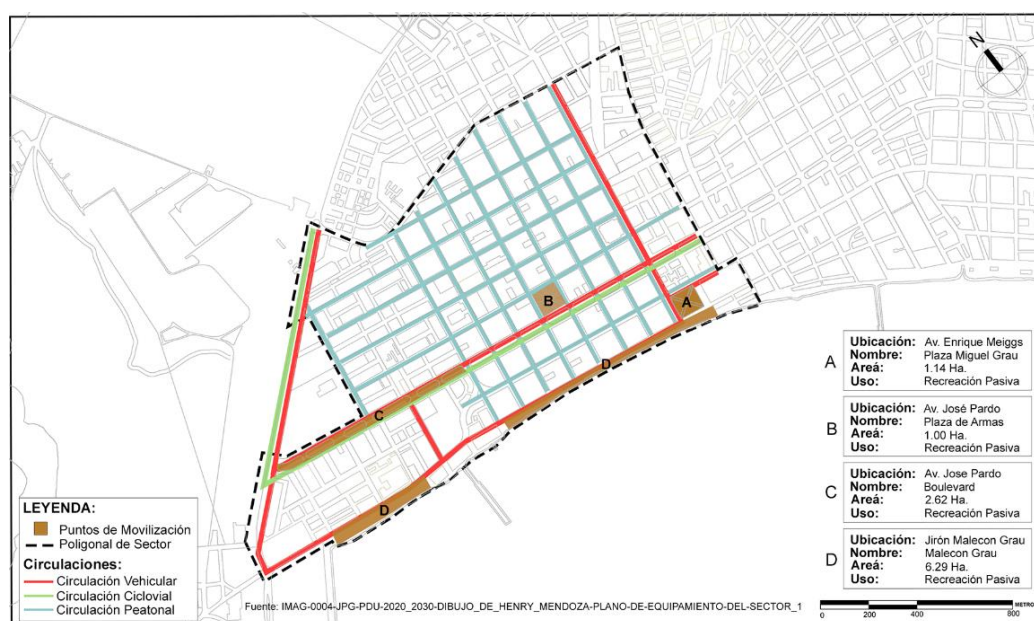 N
B
A
D
C
D
A
Ubicación: Av. Enrique Meiggs
Nombre: Plaza Miguel Grau
Areá: 1.14 Ha.
Uso: Recreación Pasiva
B
Ubicación: Av. José Pardo
Nombre: Plaza de Armas
Areá: 1.00 Ha.
Uso: Recreación Pasiva
C
Ubicación: Av. Jose Pardo
Nombre: Boulevard
Areá: 2.62 Ha.
Uso: Recreación Pasiva
D
Ubicación: Jirón Malecon Grau
Nombre: Malecon Grau
Areá: 6.29 Ha.
Uso: Recreación Pasiva
LEYENDA:
Puntos de Movilización
Poligonal de Sector
Circulaciones:
Circulación Vehicular
Circulación Ciclovial
Circulación Peatonal
Fuente: IMAG-0004-JPG-PDU-2020_2030-DIBUJO_DE_HENRY_MENDOZA-PLANO-DE-EQUIPAMIENTO-DEL-SECTOR_1
METROS
0 200 400 800